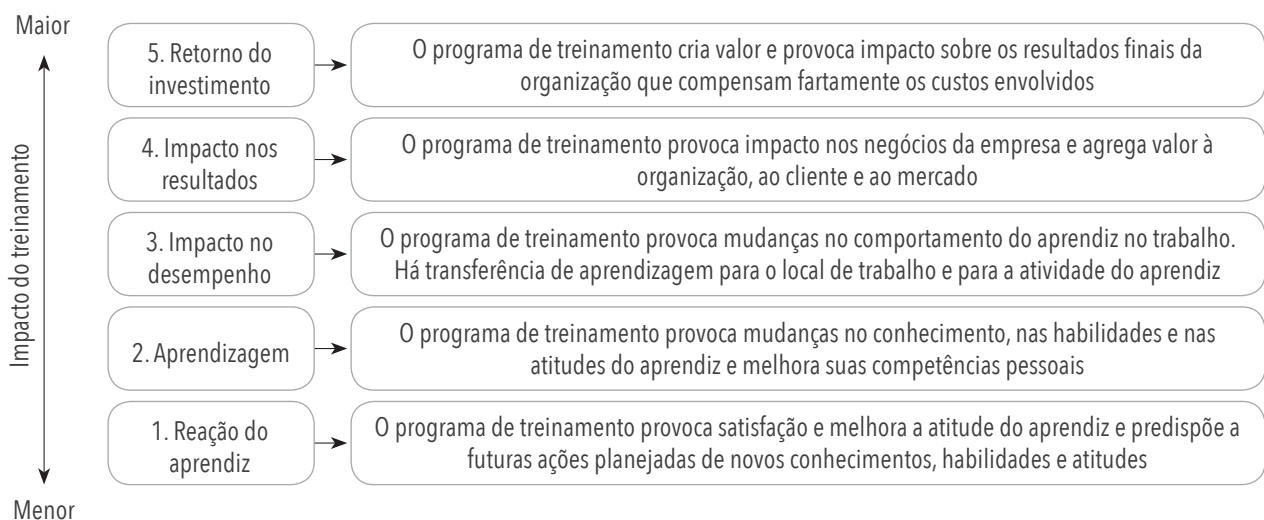 Maior
5. Retorno do
investimento
O programa de treinamento cria valor e provoca impacto sobre os resultados finais da
organização que compensam fartamente os custos envolvidos
4. Impacto nos
resultados
O programa de treinamento provoca impacto nos negócios da empresa e agrega valor à
organização, ao cliente e ao mercado
Impacto do treinamento
3. Impacto no
desempenho
O programa de treinamento provoca mudanças no comportamento do aprendiz no trabalho.
Há transferência de aprendizagem para o local de trabalho e para a atividade do aprendiz
2. Aprendizagem
O programa de treinamento provoca mudanças no conhecimento, nas habilidades e nas
atitudes do aprendiz e melhora suas competências pessoais
1. Reação do
aprendiz
O programa de treinamento provoca satisfação e melhora a atitude do aprendiz e predispõe a
futuras ações planejadas de novos conhecimentos, habilidades e atitudes
Menor